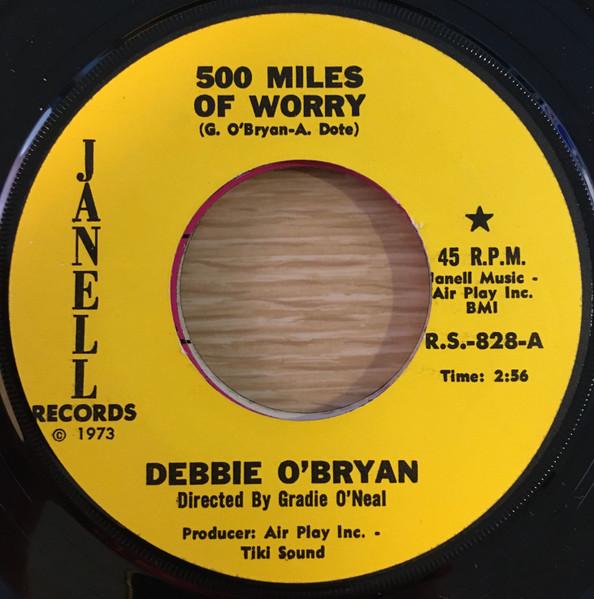 500 MILES
OF WORRY
(G. O'Bryan-A. Dote)
JANELL
RECORDS
© 1973
★
45 R.P.M.
Janell Music -
Air Play Inc.
BMI
R.S.-828-A
Time: 2:56
DEBBIE O'BRYAN
Directed By Gradie O'Neal
Producer: Air Play Inc. -
Tiki Sound